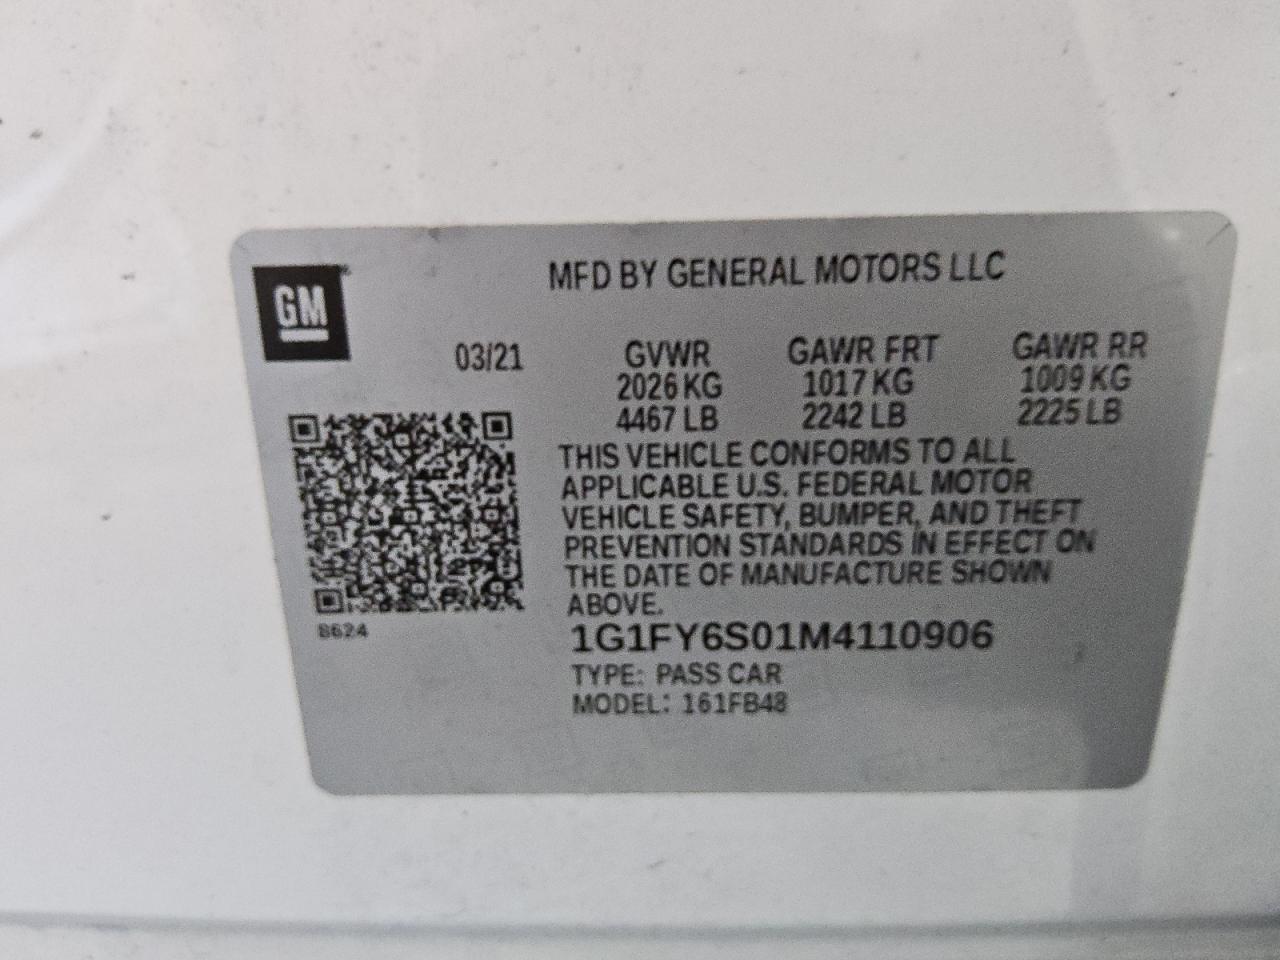 MFD BY GENERAL MOTORS LLC
GM
03/21
GVWR GAWR FRT GAWR RR
2026 KG 1017 KG 1009 KG
4467 LB 2242 LB 2225 LB
THIS VEHICLE CONFORMS TO ALL
APPLICABLE U.S. FEDERAL MOTOR
VEHICLE SAFETY, BUMPER, AND THEFT
PREVENTION STANDARDS IN EFFECT ON
THE DATE OF MANUFACTURE SHOWN
ABOVE.
8624
1G1FY6S01M4110906
TYPE: PASS CAR
MODEL: 161FB48